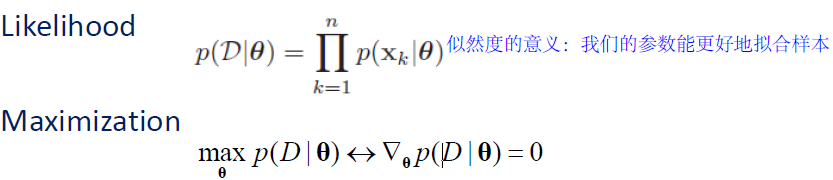 Likelihood
p(𝒟|θ) = ∏_{k=1}^{n} p(x_k|θ) 似然度的意义：我们的参数能更好地拟合样本
Maximization
max_θ p(D | θ) ↔ ∇_θ p(D | θ) = 0